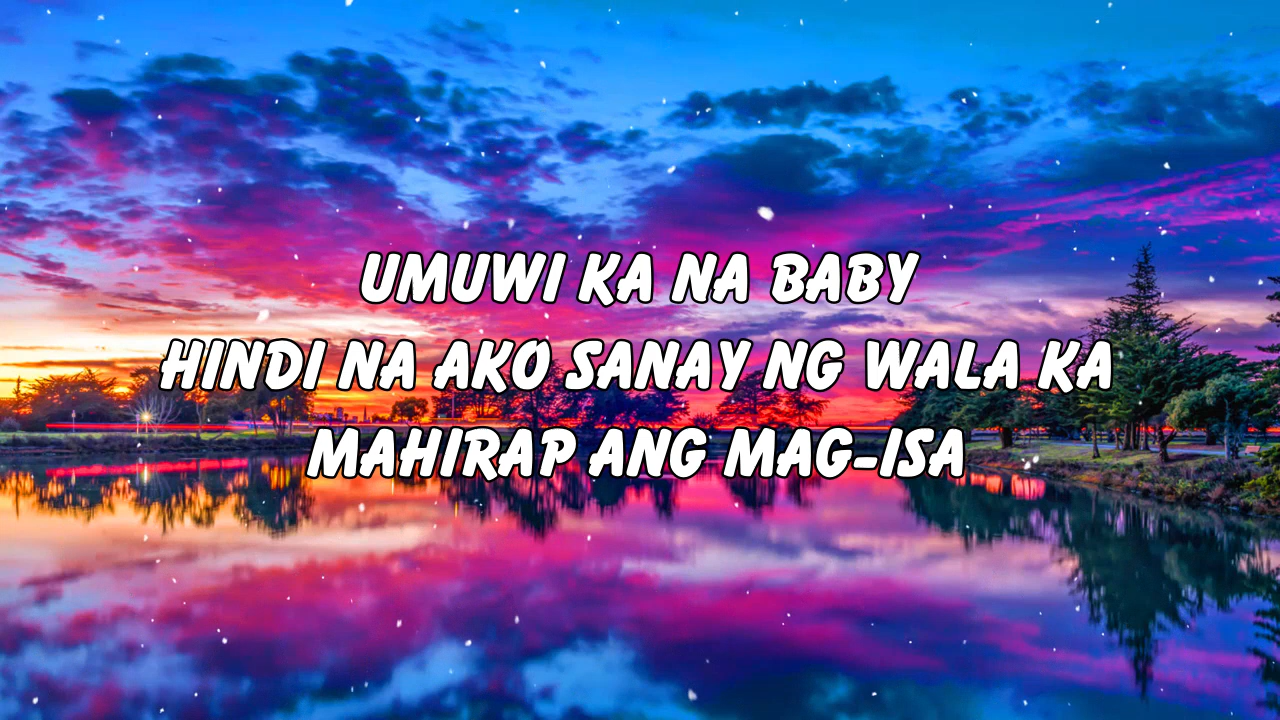 UMUWI KA NA BABY
HINDI NA AKO SANAY NG WALA KA
MAHIRAP ANG MAG-ISA